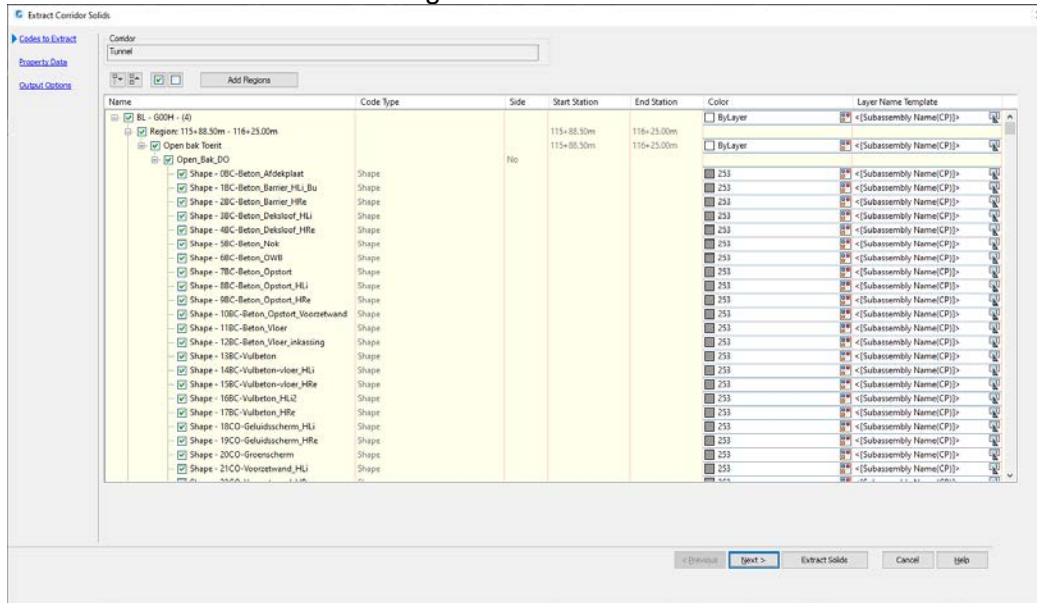 Extract Corridor Solids
Codes to Extract
Property Data
Output Options
Corridor
Tunnel
Add Regions
Name Code Type Side Start Station End Station Color Layer Name Template
BL - G00H - (4) ByLayer <[Subassembly Name(CP)]>
Region: 115+88.50m - 116+25.00m 115+88.50m 116+25.00m
Open bak Toerit 115+88.50m 116+25.00m ByLayer <[Subassembly Name(CP)]>
Open_Bak_DO No
Shape - 0BC-Beton_Afdekplaat Shape 253 <[Subassembly Name(CP)]>
Shape - 1BC-Beton_Barrier_HLi_Bu Shape 253 <[Subassembly Name(CP)]>
Shape - 2BC-Beton_Barrier_HRe Shape 253 <[Subassembly Name(CP)]>
Shape - 3BC-Beton_Deksloof_HLi Shape 253 <[Subassembly Name(CP)]>
Shape - 4BC-Beton_Deksloof_HRe Shape 253 <[Subassembly Name(CP)]>
Shape - 5BC-Beton_Nok Shape 253 <[Subassembly Name(CP)]>
Shape - 6BC-Beton_OWB Shape 253 <[Subassembly Name(CP)]>
Shape - 7BC-Beton_Opstort Shape 253 <[Subassembly Name(CP)]>
Shape - 8BC-Beton_Opstort_HLi Shape 253 <[Subassembly Name(CP)]>
Shape - 9BC-Beton_Opstort_HRe Shape 253 <[Subassembly Name(CP)]>
Shape - 10BC-Beton_Opstort_Voorzetwand Shape 253 <[Subassembly Name(CP)]>
Shape - 11BC-Beton_Vloer Shape 253 <[Subassembly Name(CP)]>
Shape - 12BC-Beton_Vloer_inkassing Shape 253 <[Subassembly Name(CP)]>
Shape - 13BC-Vulbeton Shape 253 <[Subassembly Name(CP)]>
Shape - 14BC-Vulbeton-vloer_HLi Shape 253 <[Subassembly Name(CP)]>
Shape - 15BC-Vulbeton-vloer_HRe Shape 253 <[Subassembly Name(CP)]>
Shape - 16BC-Vulbeton_HLi2 Shape 253 <[Subassembly Name(CP)]>
Shape - 17BC-Vulbeton_HRe Shape 253 <[Subassembly Name(CP)]>
Shape - 18CO-Geluidsscherm_HLi Shape 253 <[Subassembly Name(CP)]>
Shape - 19CO-Geluidsscherm_HRe Shape 253 <[Subassembly Name(CP)]>
Shape - 20CO-Groenscherm Shape 253 <[Subassembly Name(CP)]>
Shape - 21CO-Voorzetwand_HLi Shape 253 <[Subassembly Name(CP)]>
< Previous Next > Extract Solids Cancel Help